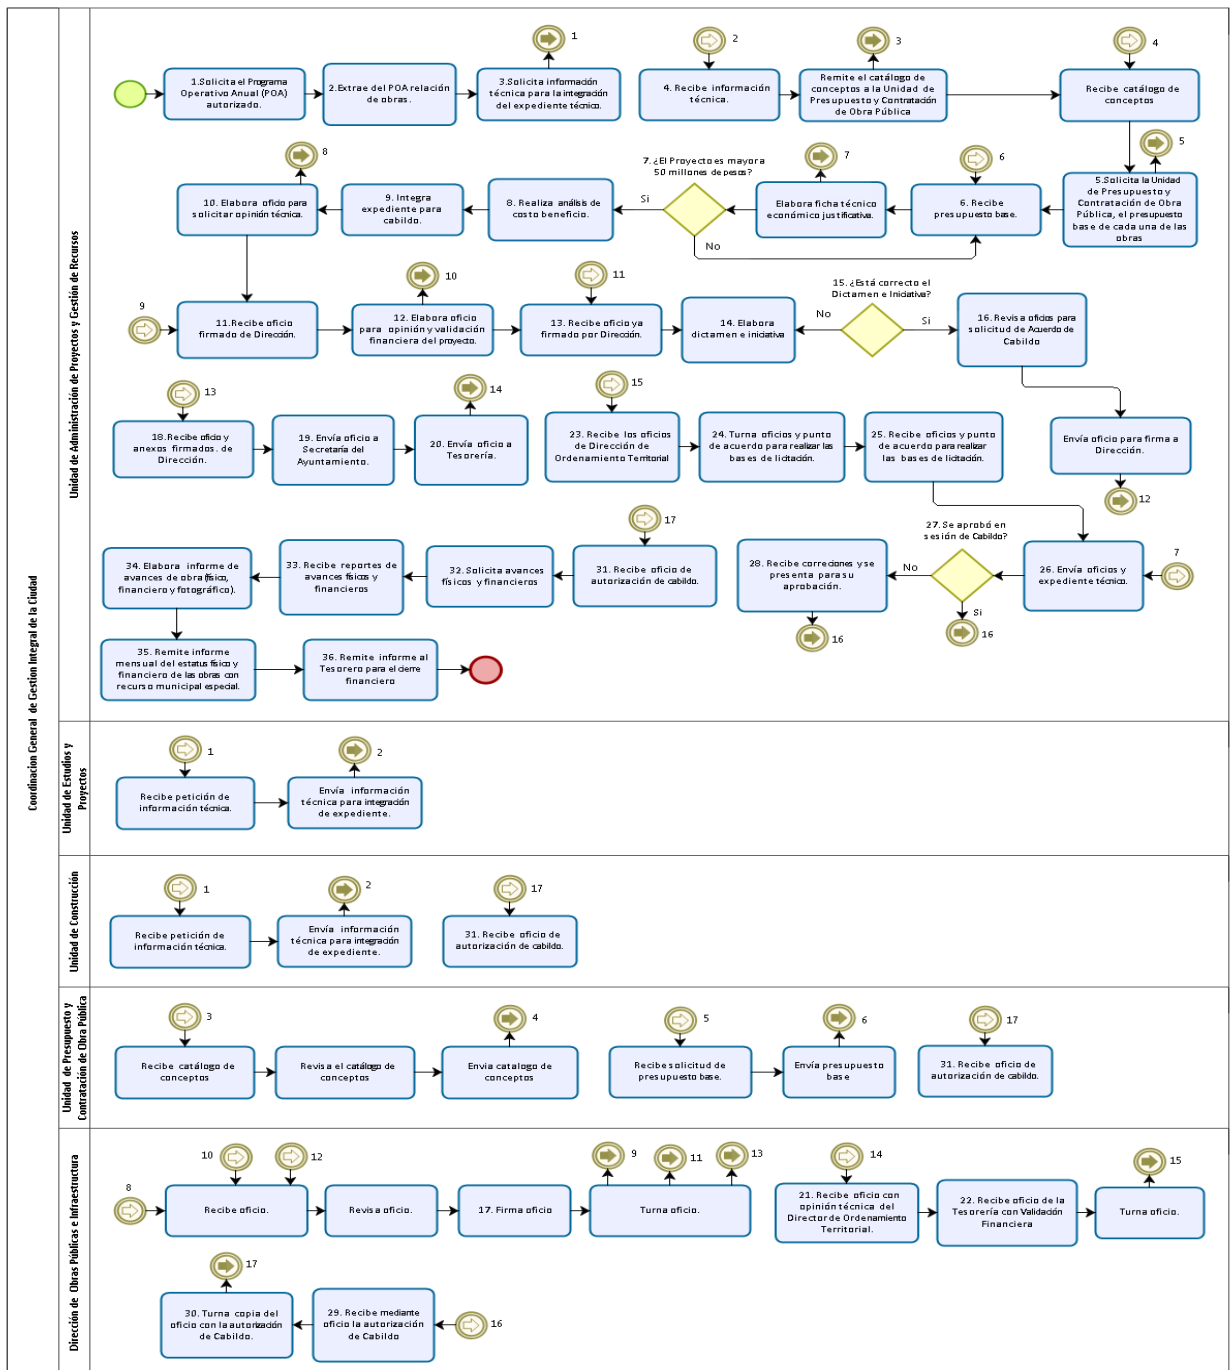 Coordinacion General de Gestión Integral de la Ciudad
Unidad de Administración de Proyectos y Gestión de Recursos
1
2
3
4
1.Solicita el Programa
Operativo Anual (POA)
autorizado.
2.Extrae del POA relación
de obras.
3.Solicita información
técnica para la integración
del expediente técnico.
4. Recibe información
técnica.
Remite el catálogo de
conceptos a la Unidad de
Presupuesto y Contratación
de Obra Pública
Recibe catálogo de
conceptos
8
7. ¿El Proyecto es mayor a
50 millones de pesos?
7
6
5
10. Elabora oficio para
solicitar opinión técnica.
9. Integra
expediente para
cabildo.
8. Realiza análisis de
costo beneficio.
Si
No
Elabora ficha técnico
económico justificativa.
6. Recibe
presupuesto base.
5.Solicita la Unidad
de Presupuesto y
Contratación de Obra
Pública, el presupuesto
base de cada una de las
obras
9
10
11
15. ¿Está correcto el
Dictamen e Iniciativa?
11.Recibe oficio
firmado de Dirección.
12. Elabora oficio
para opinión y validación
financiera del proyecto.
13. Recibe oficio ya
firmado por Dirección.
14. Elabora
dictamen e iniciativa
No
Si
16. Revisa oficios para
solicitud de Acuerdo de
Cabildo
13
14
15
18. Recibe oficio y
anexos firmados. de
Dirección.
19. Envía oficio a
Secretaría del
Ayuntamiento.
20. Envía oficio a
Tesorería.
23. Recibe los oficios
de Dirección de
Ordenamiento Territorial
24. Turna oficios y punto
de acuerdo para realizar las
bases de licitación.
25. Recibe oficios y punto
de acuerdo para realizar
las bases de licitación.
Envía oficio para firma a
Dirección.
12
17
27. Se aprobó en
sesión de Cabildo?
7
34. Elabora informe de
avances de obra (físico,
financiero y fotográfico).
33. Recibe reportes de
avances físicos y
financieros
32. Solicita avances
físicos y financieros
31. Recibe oficio de
autorización de cabildo.
28. Recibe correciones y se
presenta para su
aprobación.
No
Si
26. Envía oficios y
expediente técnico.
16
16
35. Remite informe
mensual del estatus físico y
financiero de las obras con
recurso municipal especial.
36. Remite informe al
Tesorero para el cierre
financiero
Unidad de Estudios y
Proyectos
1
2
Recibe petición de
información técnica.
Envía información
técnica para integración
de expediente.
Unidad de Construcción
1
2
17
Recibe petición de
información técnica.
Envía información
técnica para integración
de expediente.
31. Recibe oficio de
autorización de cabildo.
Unidad de Presupuesto y
Contratación de Obra Pública
3
4
5
6
17
Recibe catálogo de
conceptos
Revisa el catálogo de
conceptos
Envia catalogo de
conceptos
Recibe solicitud de
presupuesto base.
Envía presupuesto
base
31. Recibe oficio de
autorización de cabildo.
Dirección de Obras Públicas e Infraestructura
8
10
12
9
11
13
14
15
Recibe oficio.
Revisa oficio.
17. Firma oficio
Turna oficio.
21. Recibe oficio con
opinión técnica del
Director de Ordenamiento
Territorial.
22. Recibe oficio de la
Tesorería con Validación
Financiera
Turna oficio.
17
30. Turna copia del
oficio con la autorización
de Cabildo.
29. Recibe mediante
oficio la autorización
de Cabildo
16